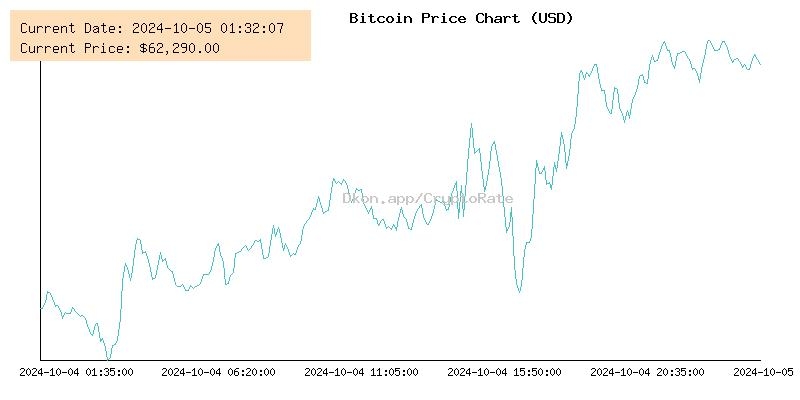 Bitcoin Price Chart (USD)
Current Date: 2024-10-05 01:32:07
Current Price: $62,290.00
Dkon.app/CryptoRate
2024-10-04 01:35:00 2024-10-04 06:20:00 2024-10-04 11:05:00 2024-10-04 15:50:00 2024-10-04 20:35:00 2024-10-05